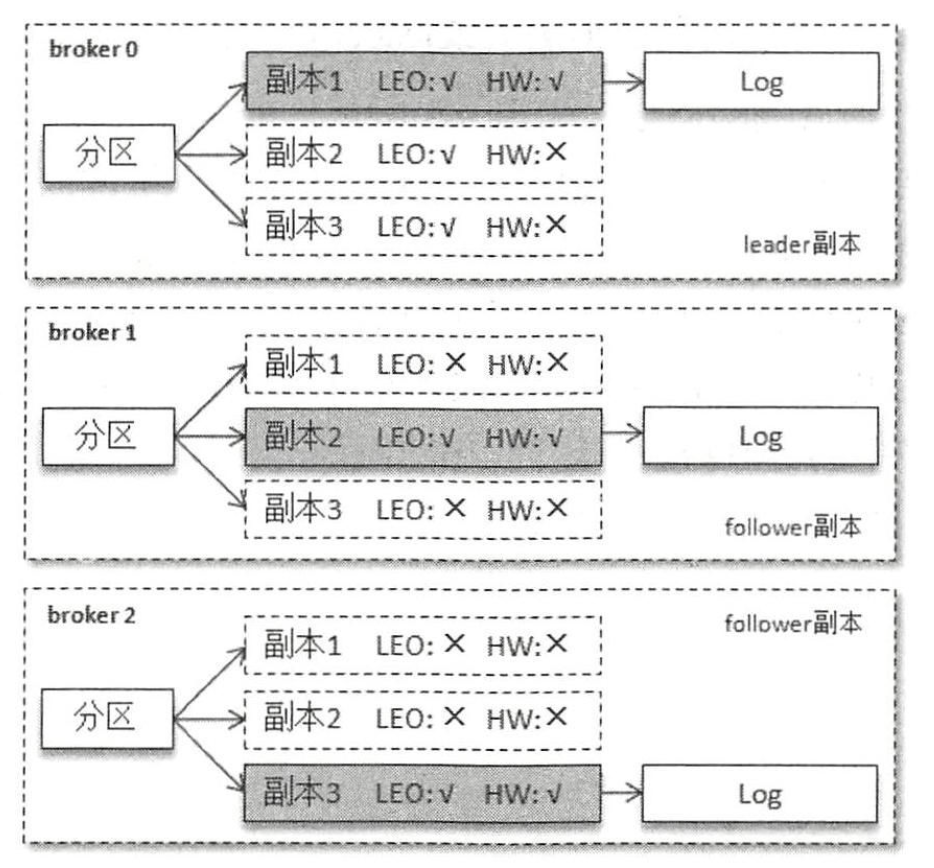 broker 0
副本1 LEO:√ HW:√
Log
分区
副本2 LEO:√ HW:×
副本3 LEO:√ HW:×
leader副本
broker 1
副本1 LEO: × HW:×
分区
副本2 LEO:√ HW:√
Log
副本3 LEO: × HW:×
follower副本
broker 2
follower副本
副本1 LEO: × HW:×
分区
副本2 LEO: × HW:×
副本3 LEO:√ HW:√
Log